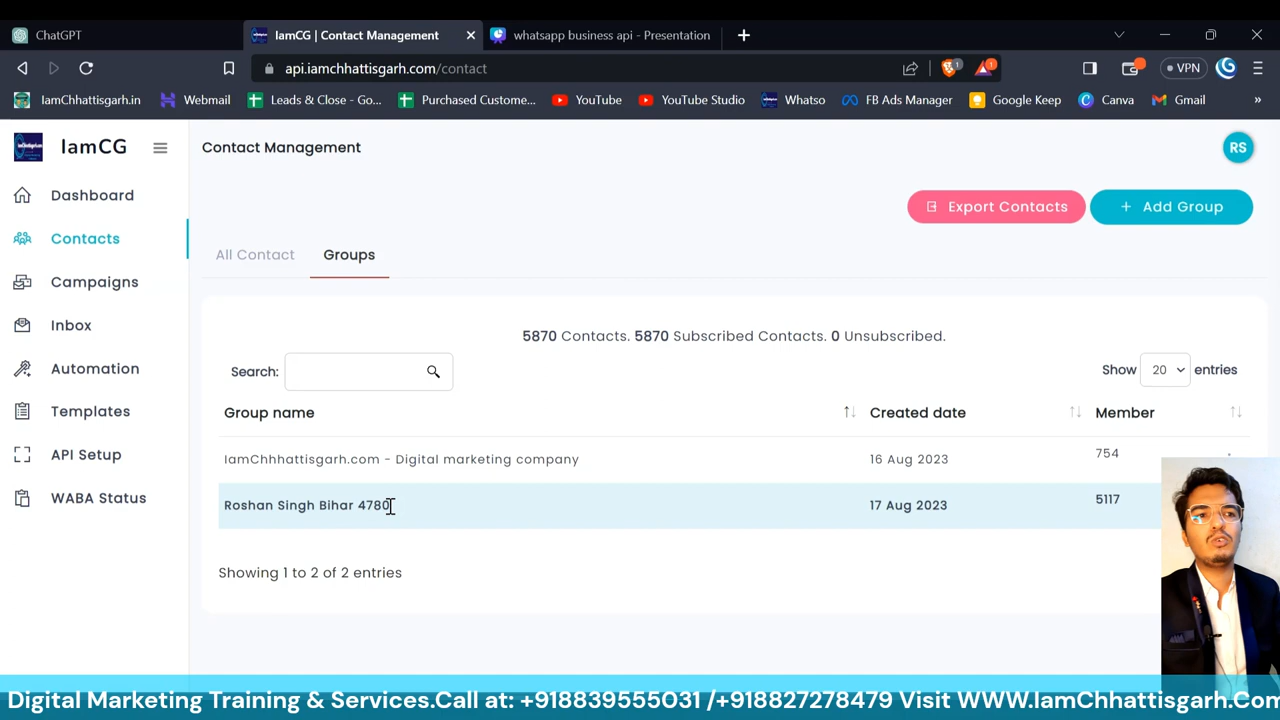 ChatGPT
IamCG | Contact Management
whatsapp business api - Presentation
api.iamchhattisgarh.com/contact
1
1
VPN
IamChhattisgarh.in
Webmail
Leads & Close - Go...
Purchased Custome...
YouTube
YouTube Studio
Whatso
FB Ads Manager
Google Keep
Canva
Gmail
IamCG
Contact Management
RS
Dashboard
Contacts
Campaigns
Inbox
Automation
Templates
API Setup
WABA Status
Export Contacts
+ Add Group
All Contact
Groups
5870 Contacts. 5870 Subscribed Contacts. 0 Unsubscribed.
Search:
Show 20 entries
Group name Created date Member
IamChhhattisgarh.com - Digital marketing company 16 Aug 2023 754
Roshan Singh Bihar 4780 17 Aug 2023 5117
Showing 1 to 2 of 2 entries
Digital Marketing Training & Services.Call at: +918839555031 /+918827278479 Visit WWW.IamChhattisgarh.Com